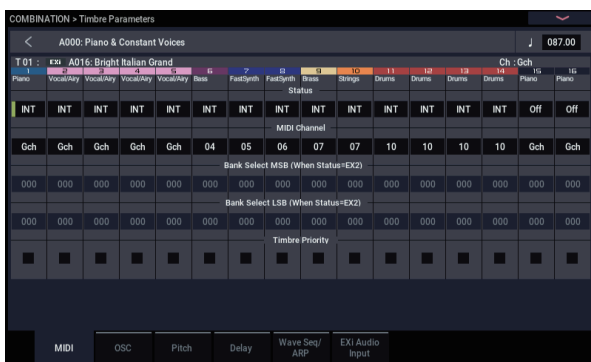 COMBINATION > Timbre Parameters
A000: Piano & Constant Voices ♩ 087.00
T 01 : EXi A016: Bright Italian Grand Ch : Gch
1 2 3 4 5 6 7 8 9 10 11 12 13 14 15 16
Piano Vocal/Airy Vocal/Airy Vocal/Airy Vocal/Airy Bass FastSynth FastSynth Brass Strings Drums Drums Drums Drums Piano Piano
Status
INT INT INT INT INT INT INT INT INT INT INT INT INT INT Off Off
MIDI Channel
Gch Gch Gch Gch Gch 04 05 06 07 07 10 10 10 10 Gch Gch
Bank Select MSB (When Status=EX2)
000 000 000 000 000 000 000 000 000 000 000 000 000 000 000 000
Bank Select LSB (When Status=EX2)
000 000 000 000 000 000 000 000 000 000 000 000 000 000 000 000
Timbre Priority
MIDI OSC Pitch Delay Wave Seq/ EXi Audio
ARP Input